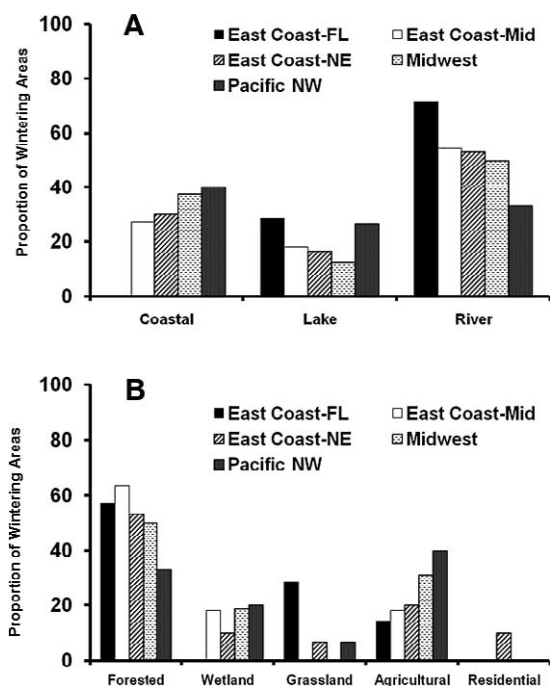 A
East Coast-FL East Coast-Mid
East Coast-NE Midwest
Pacific NW
Proportion of Wintering Areas
100
80
60
40
20
0
Coastal Lake River
B
East Coast-FL East Coast-Mid
East Coast-NE Midwest
Pacific NW
Proportion of Wintering Areas
100
80
60
40
20
0
Forested Wetland Grassland Agricultural Residential